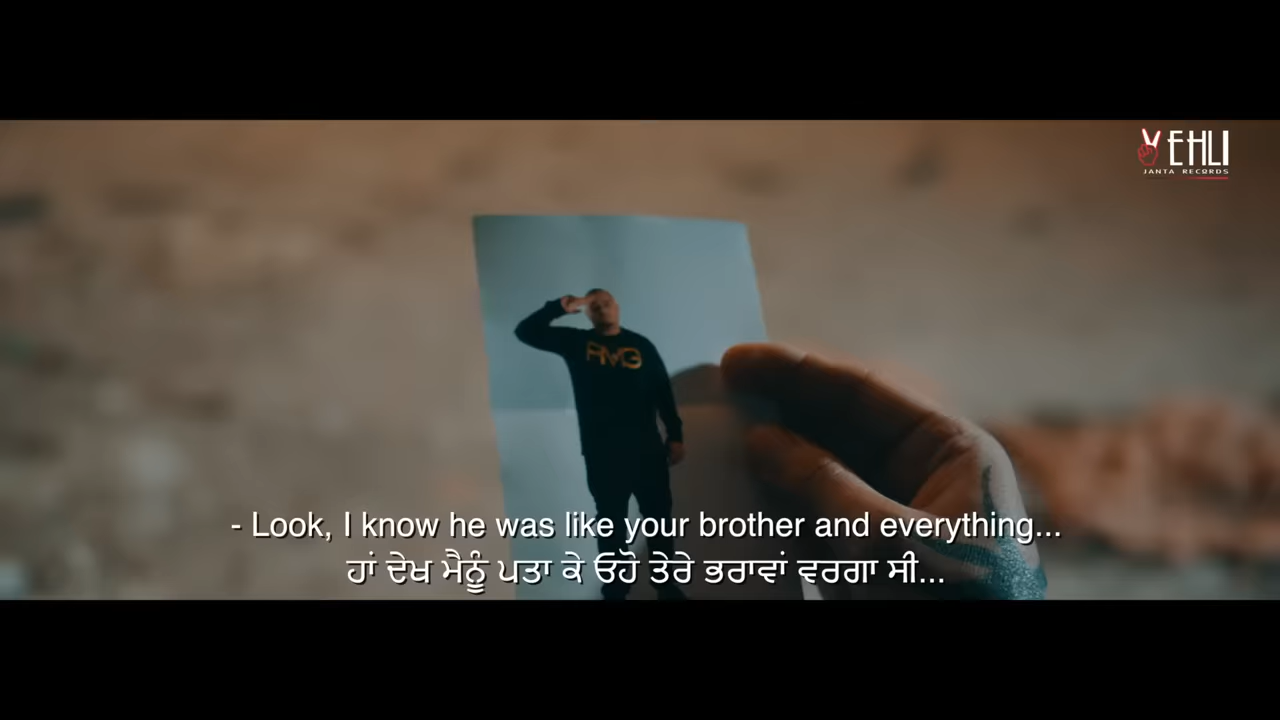 VEHLI
JANTA RECORDS
RMG
- Look, I know he was like your brother and everything...
ਹਾਂ ਦੇਖ ਮੈਨੂੰ ਪਤਾ ਕੇ ਓਹੋ ਤੇਰੇ ਭਰਾਵਾਂ ਵਰਗਾ ਸੀ...